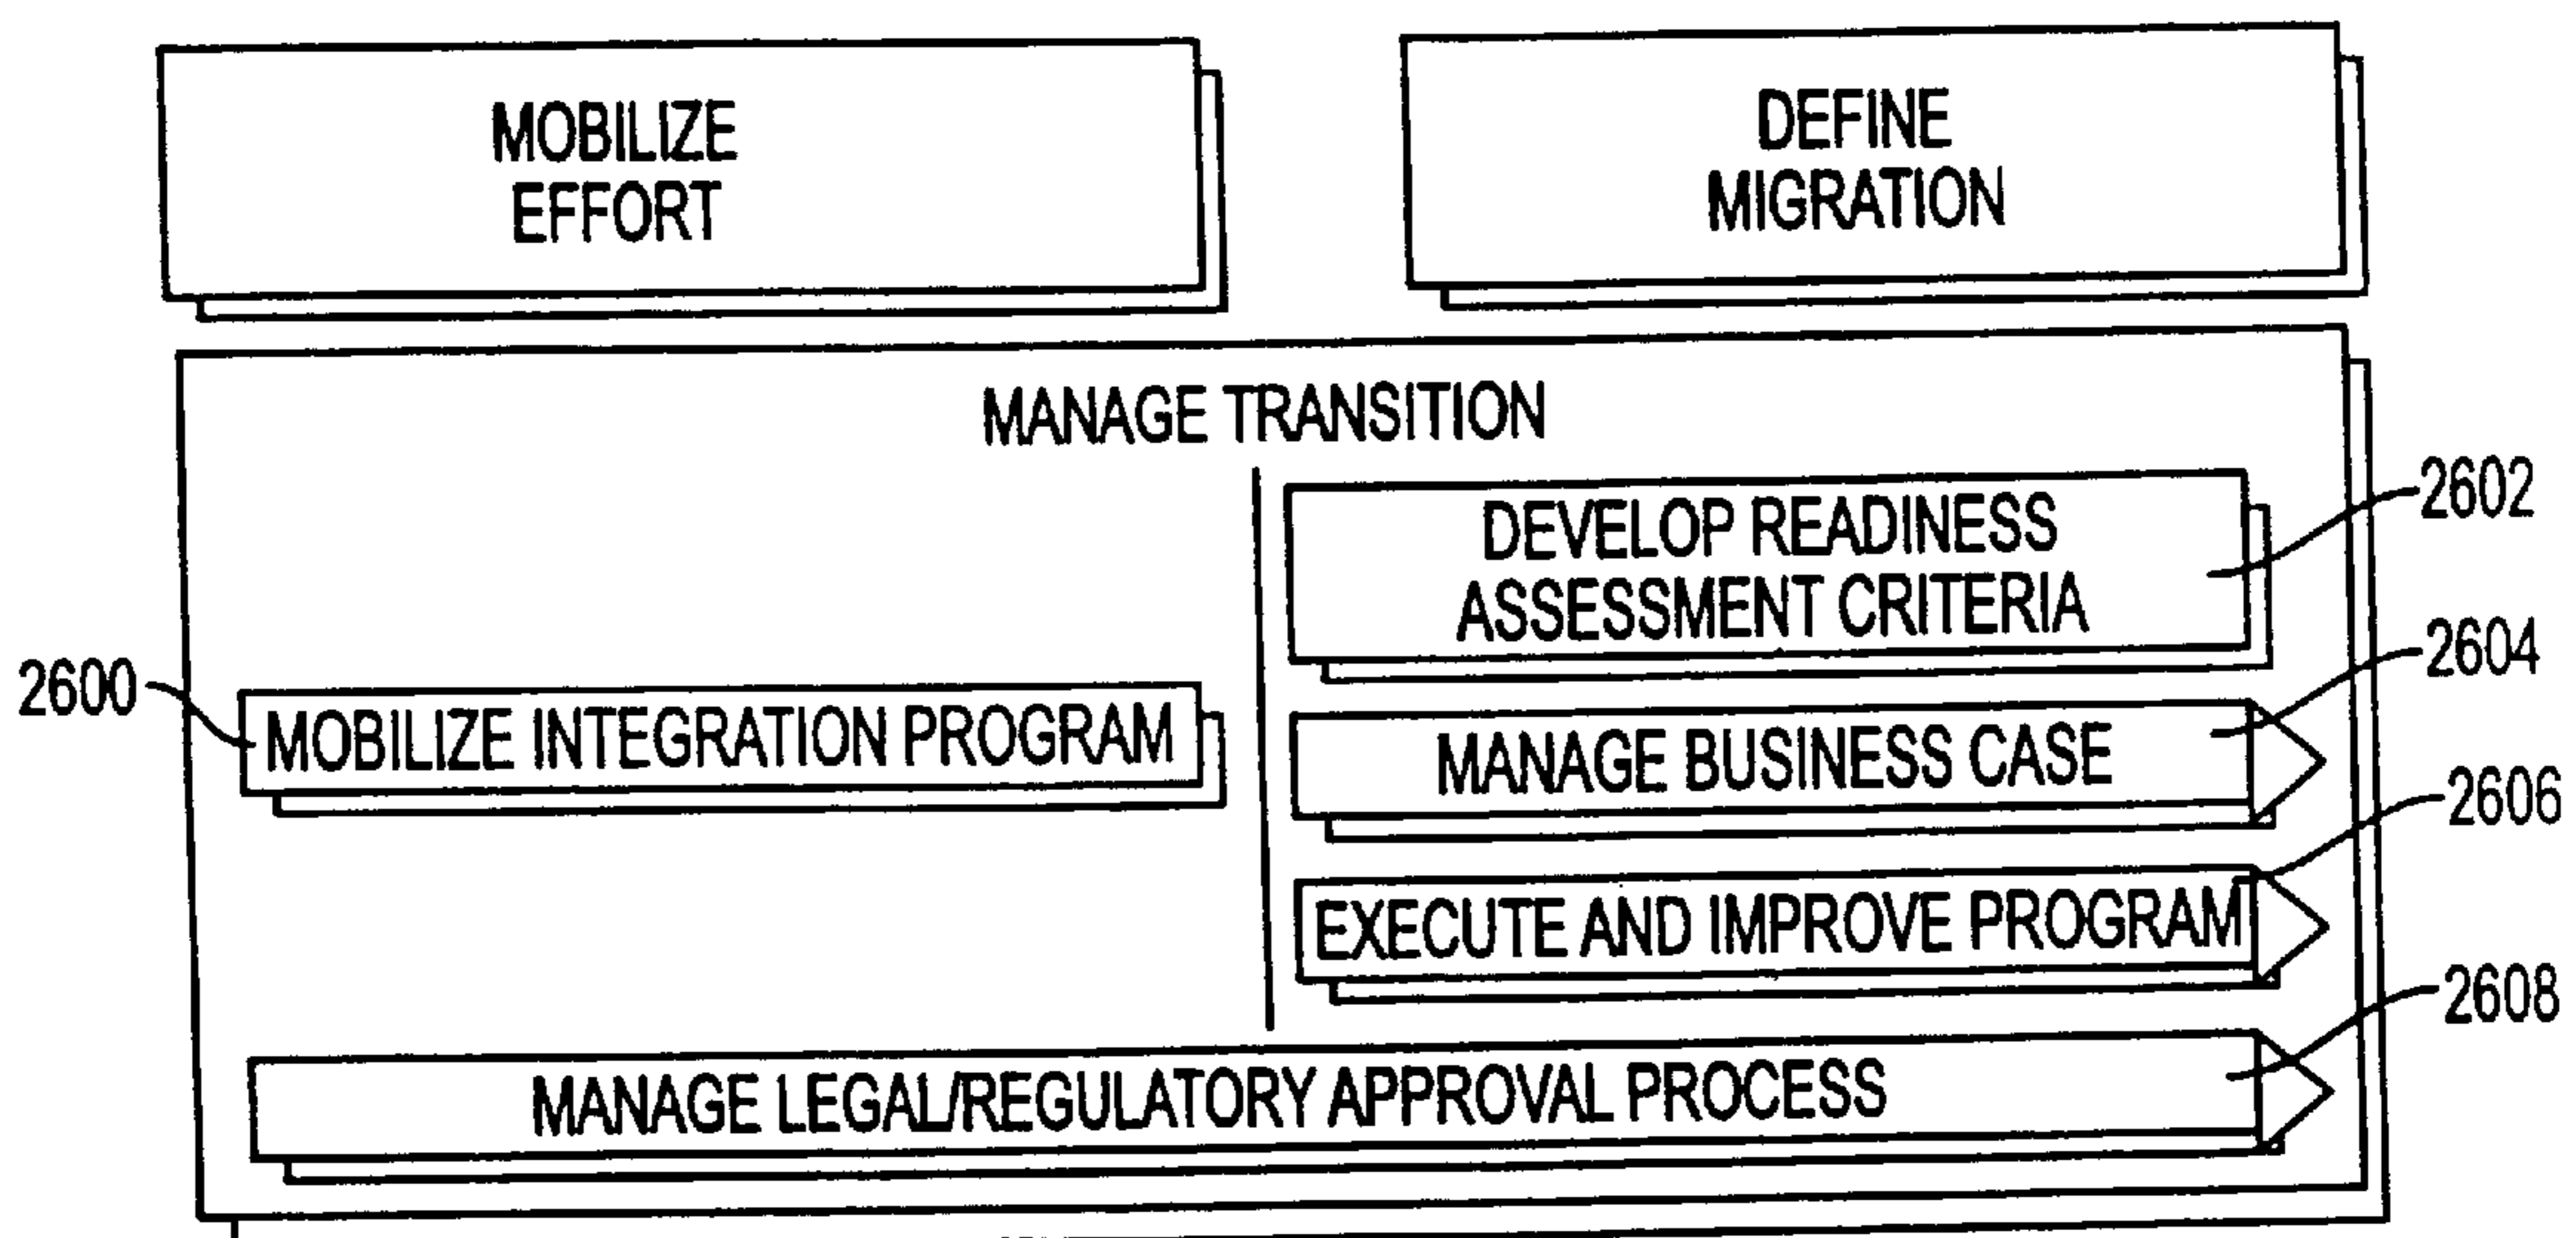 MOBILIZE
EFFORT
DEFINE
MIGRATION
MANAGE TRANSITION
DEVELOP READINESS
ASSESSMENT CRITERIA
2602
2604
2600
MOBILIZE INTEGRATION PROGRAM
MANAGE BUSINESS CASE
2606
EXECUTE AND IMPROVE PROGRAM
2608
MANAGE LEGAL/REGULATORY APPROVAL PROCESS